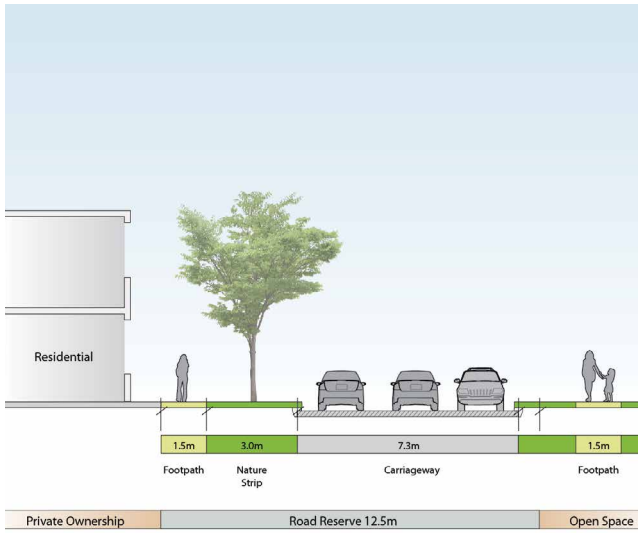 Residential
1.5m 3.0m 7.3m 1.5m
Footpath Nature Strip Carriageway Footpath
Private Ownership Road Reserve 12.5m Open Space